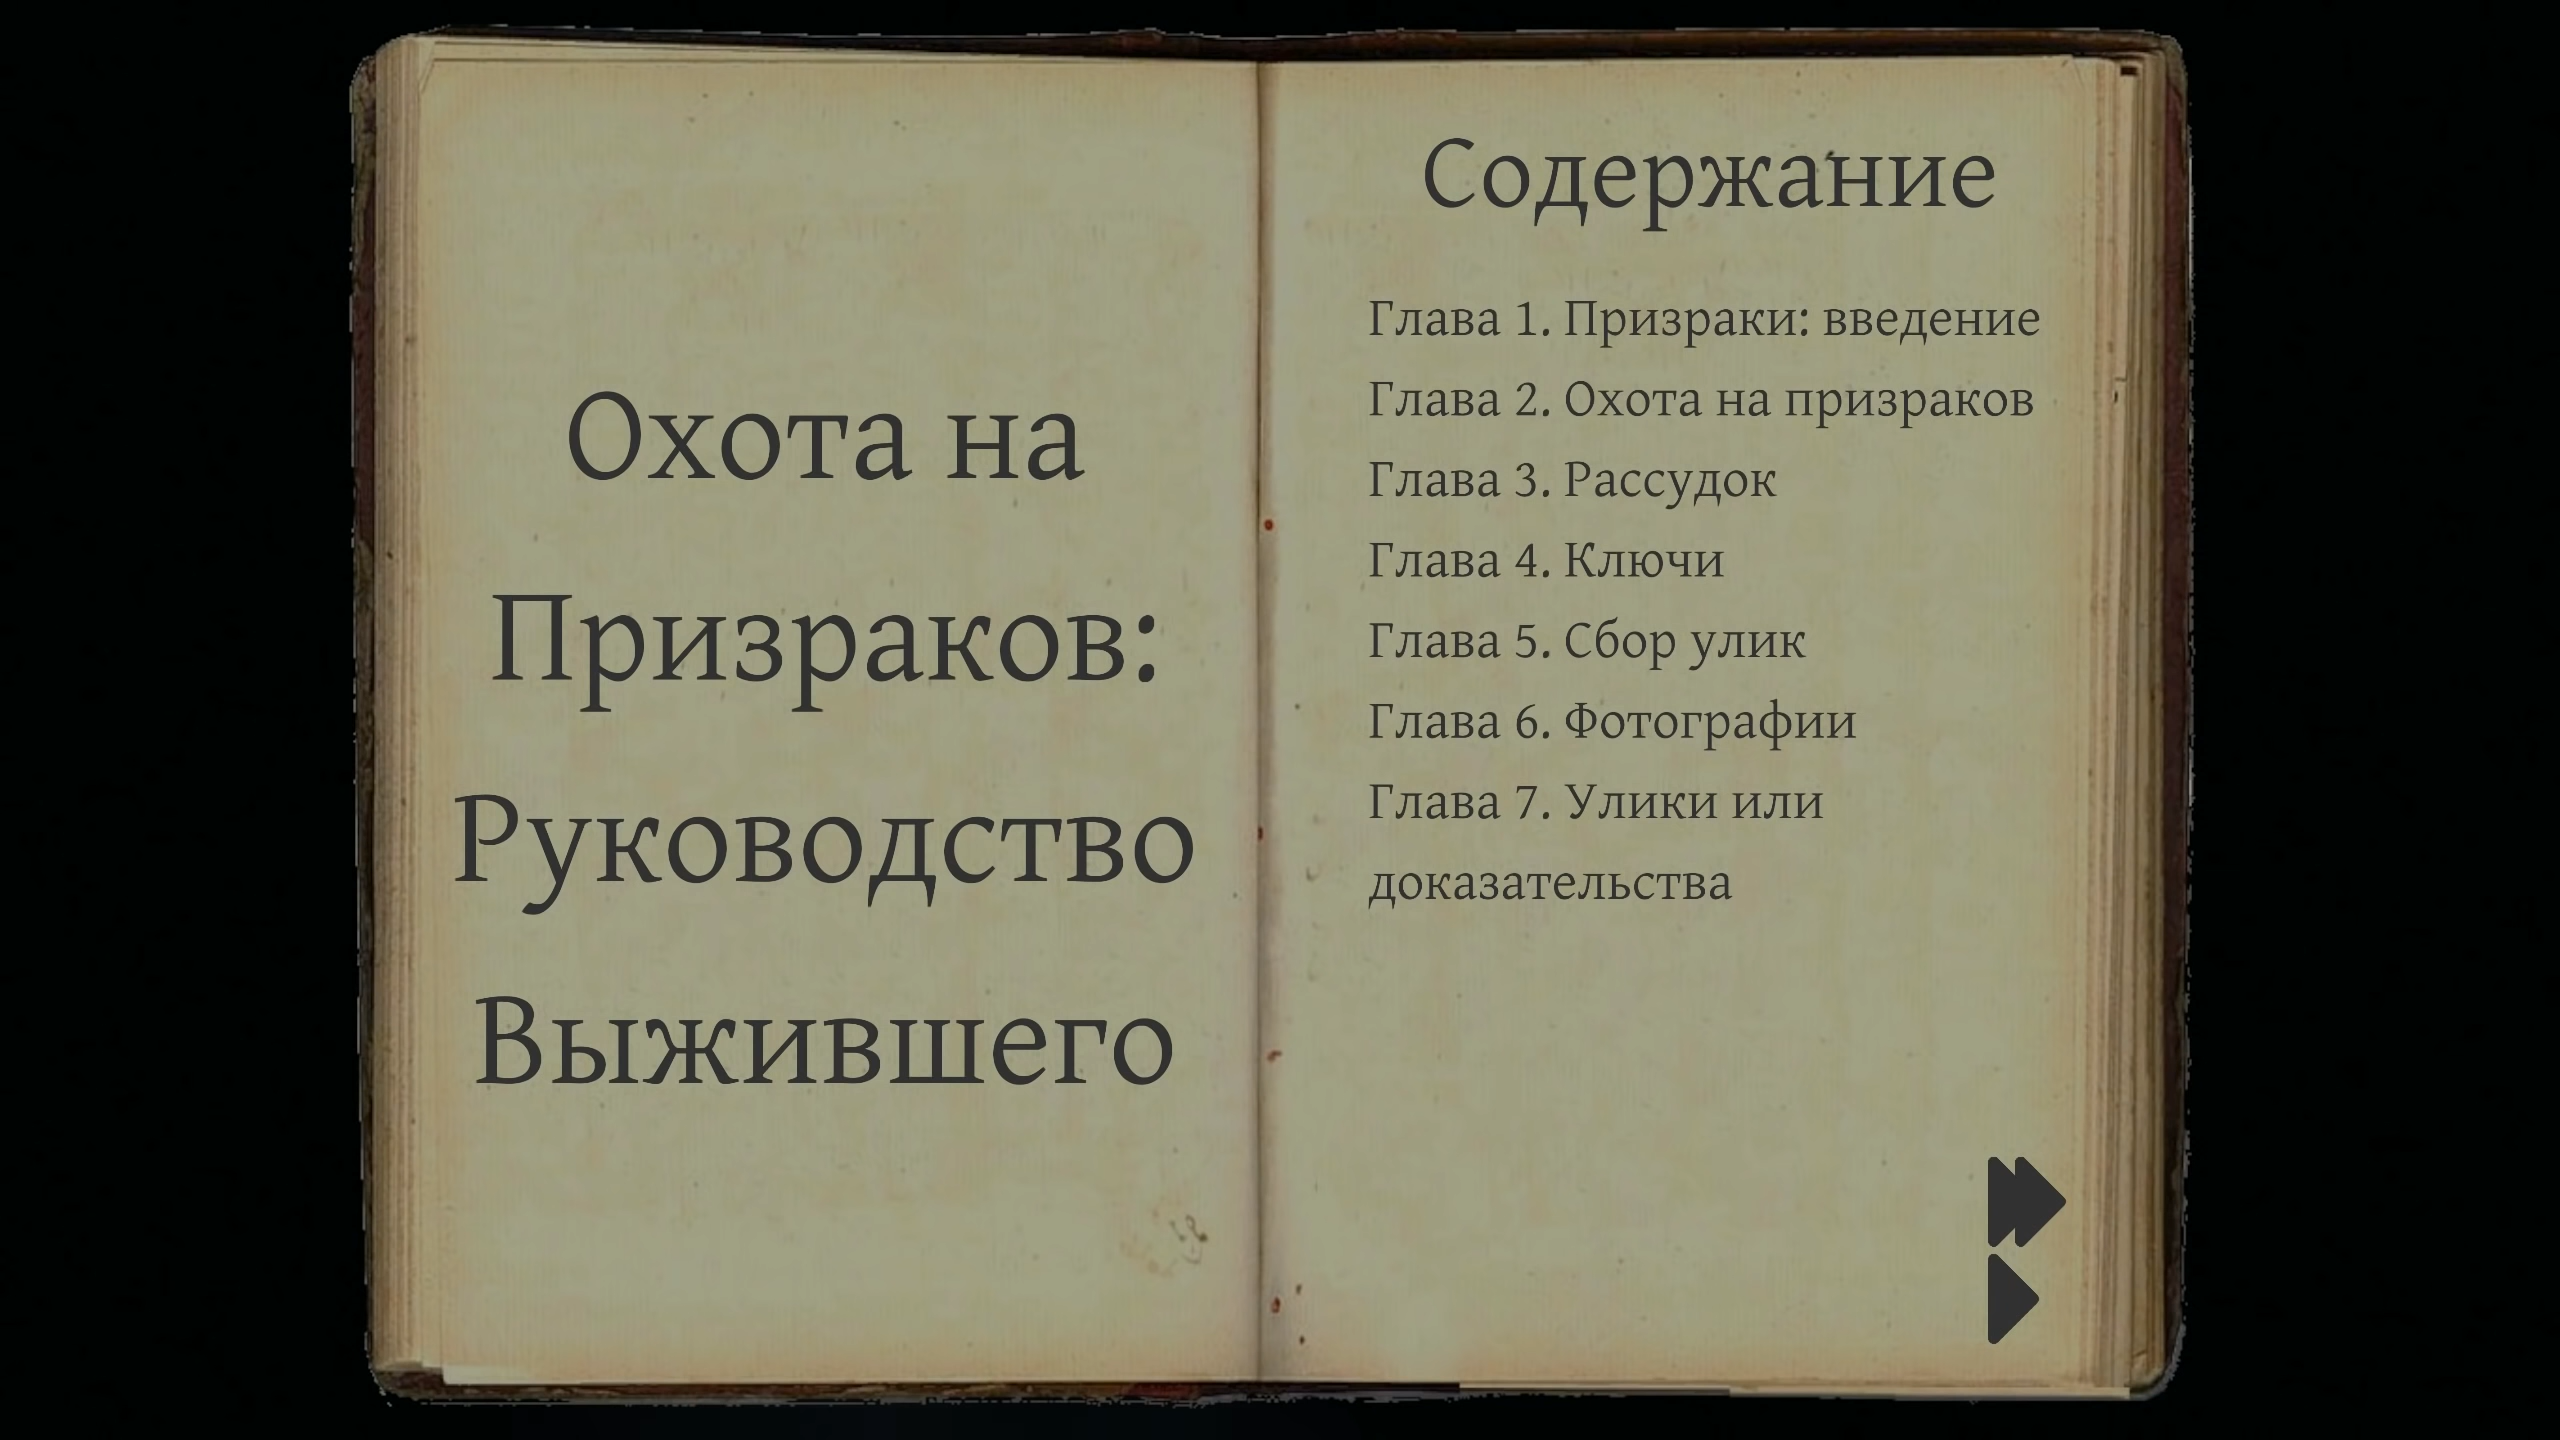 Охота на
Призраков:
Руководство
Выжившего
Содержание
Глава 1. Призраки: введение
Глава 2. Охота на призраков
Глава 3. Рассудок
Глава 4. Ключи
Глава 5. Сбор улик
Глава 6. Фотографии
Глава 7. Улики или
доказательства